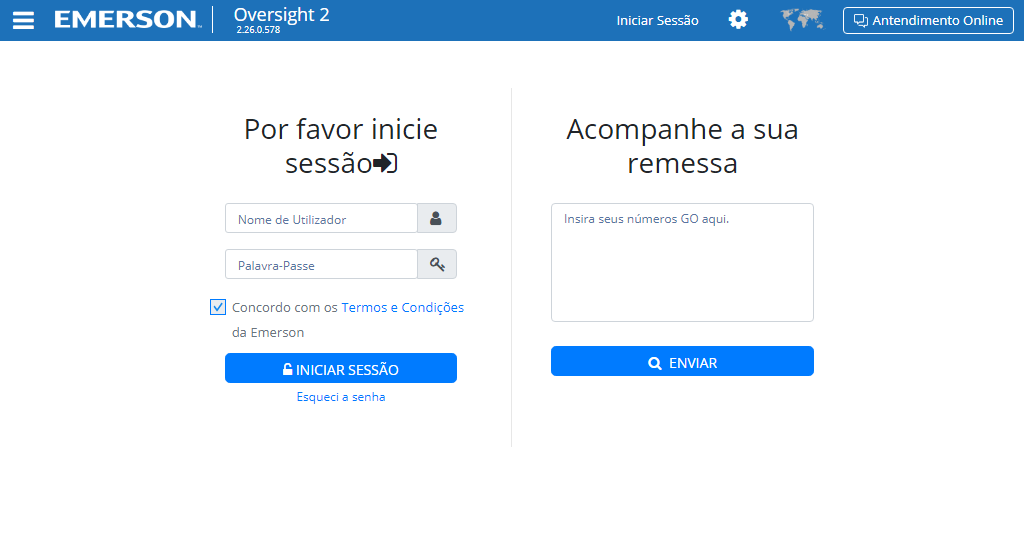 EMERSON™
Oversight 2
2.26.0.578
Iniciar Sessão
Antendimento Online
Por favor inicie
sessão
Nome de Utilizador
Palavra-Passe
Concordo com os Termos e Condições
da Emerson
INICIAR SESSÃO
Esqueci a senha
Acompanhe a sua
remessa
Insira seus números GO aqui.
ENVIAR